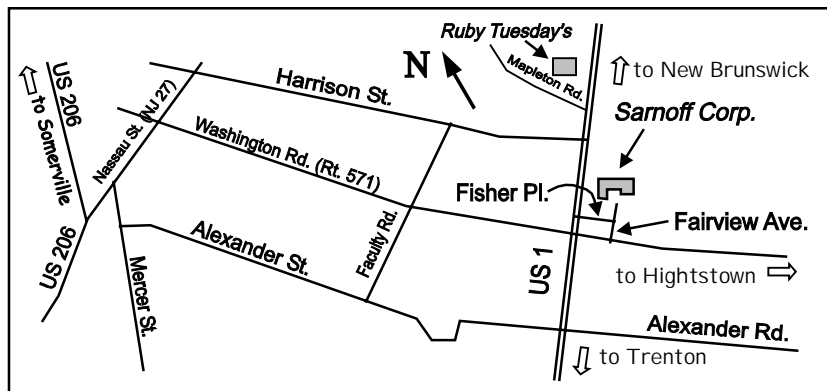 Ruby Tuesday's
N
Mapleton Rd.
to New Brunswick
US 206
to Somerville
Nassau St. (NJ 27)
Harrison St.
Sarnoff Corp.
Washington Rd. (Rt. 571)
Fisher Pl.
Fairview Ave.
US 206
Mercer St.
Alexander St.
Faculty Rd.
US 1
to Hightstown
Alexander Rd.
to Trenton